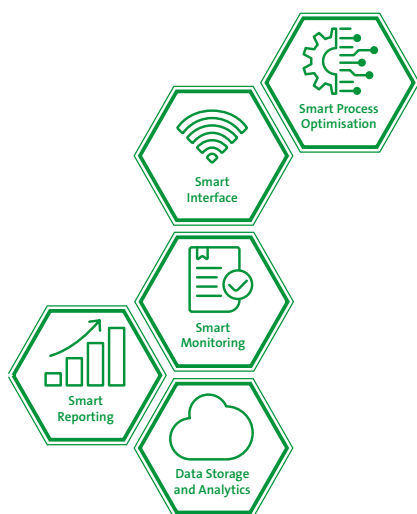 Smart Process
Optimisation
Smart
Interface
Smart
Monitoring
Smart
Reporting
Data Storage
and Analytics